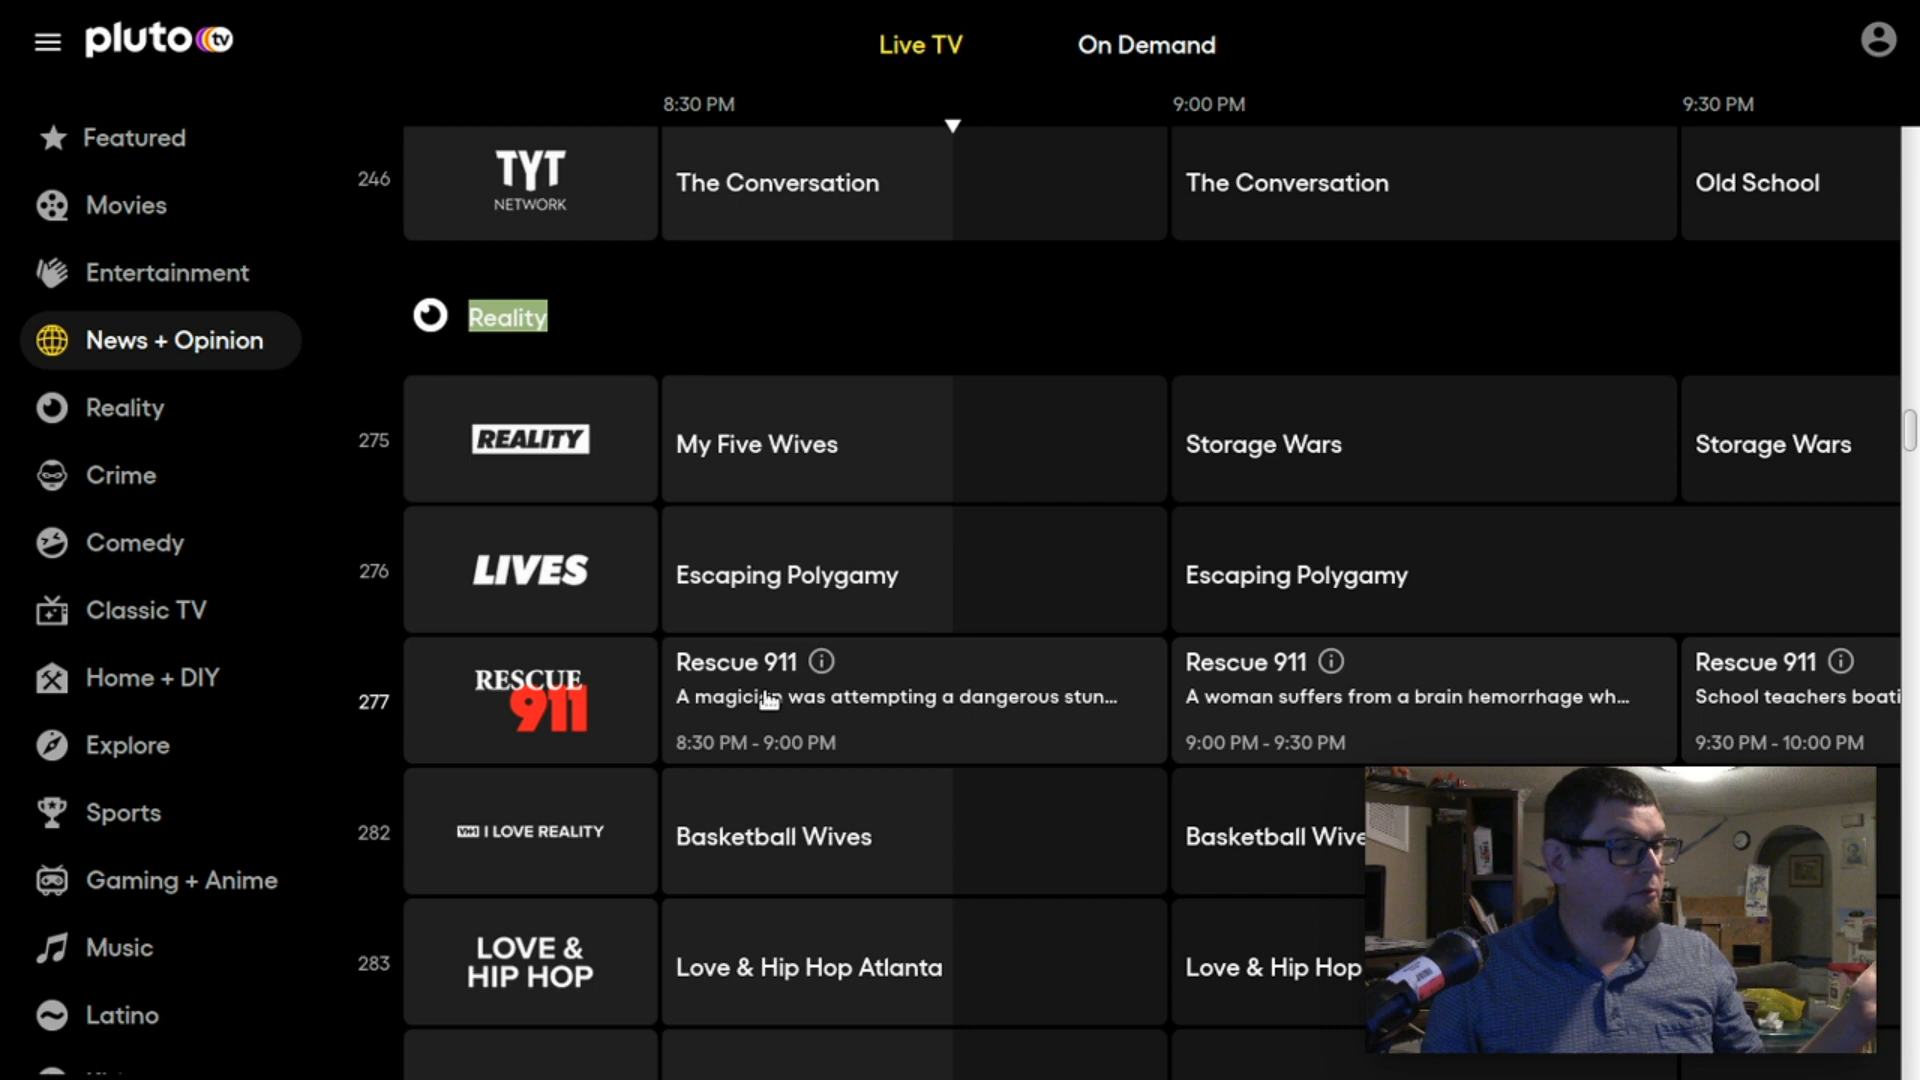 pluto tv
Live TV
On Demand
8:30 PM
9:00 PM
9:30 PM
Featured
Movies
Entertainment
News + Opinion
Reality
Crime
Comedy
Classic TV
Home + DIY
Explore
Sports
Gaming + Anime
Music
Latino
246
TYT
NETWORK
The Conversation
The Conversation
Old School
Reality
275
REALITY
My Five Wives
Storage Wars
Storage Wars
276
LIVES
Escaping Polygamy
Escaping Polygamy
277
RESCUE
911
Rescue 911
A magician was attempting a dangerous stun...
8:30 PM - 9:00 PM
Rescue 911
A woman suffers from a brain hemorrhage wh...
9:00 PM - 9:30 PM
Rescue 911
School teachers boati
9:30 PM - 10:00 PM
282
VH1 I LOVE REALITY
Basketball Wives
Basketball Wive
283
LOVE &
HIP HOP
Love & Hip Hop Atlanta
Love & Hip Hop